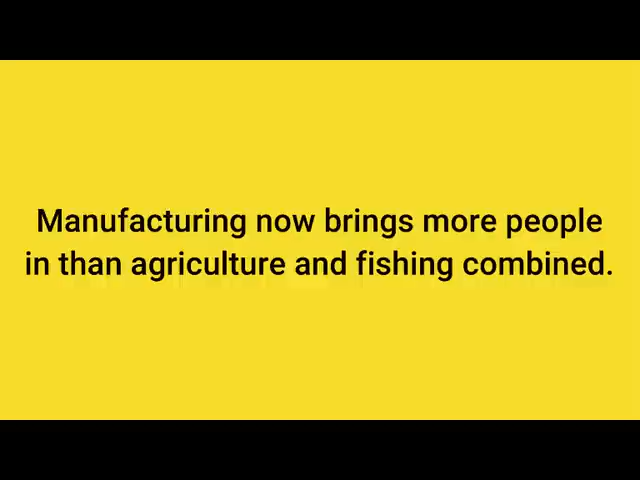 Manufacturing now brings more people
in than agriculture and fishing combined.